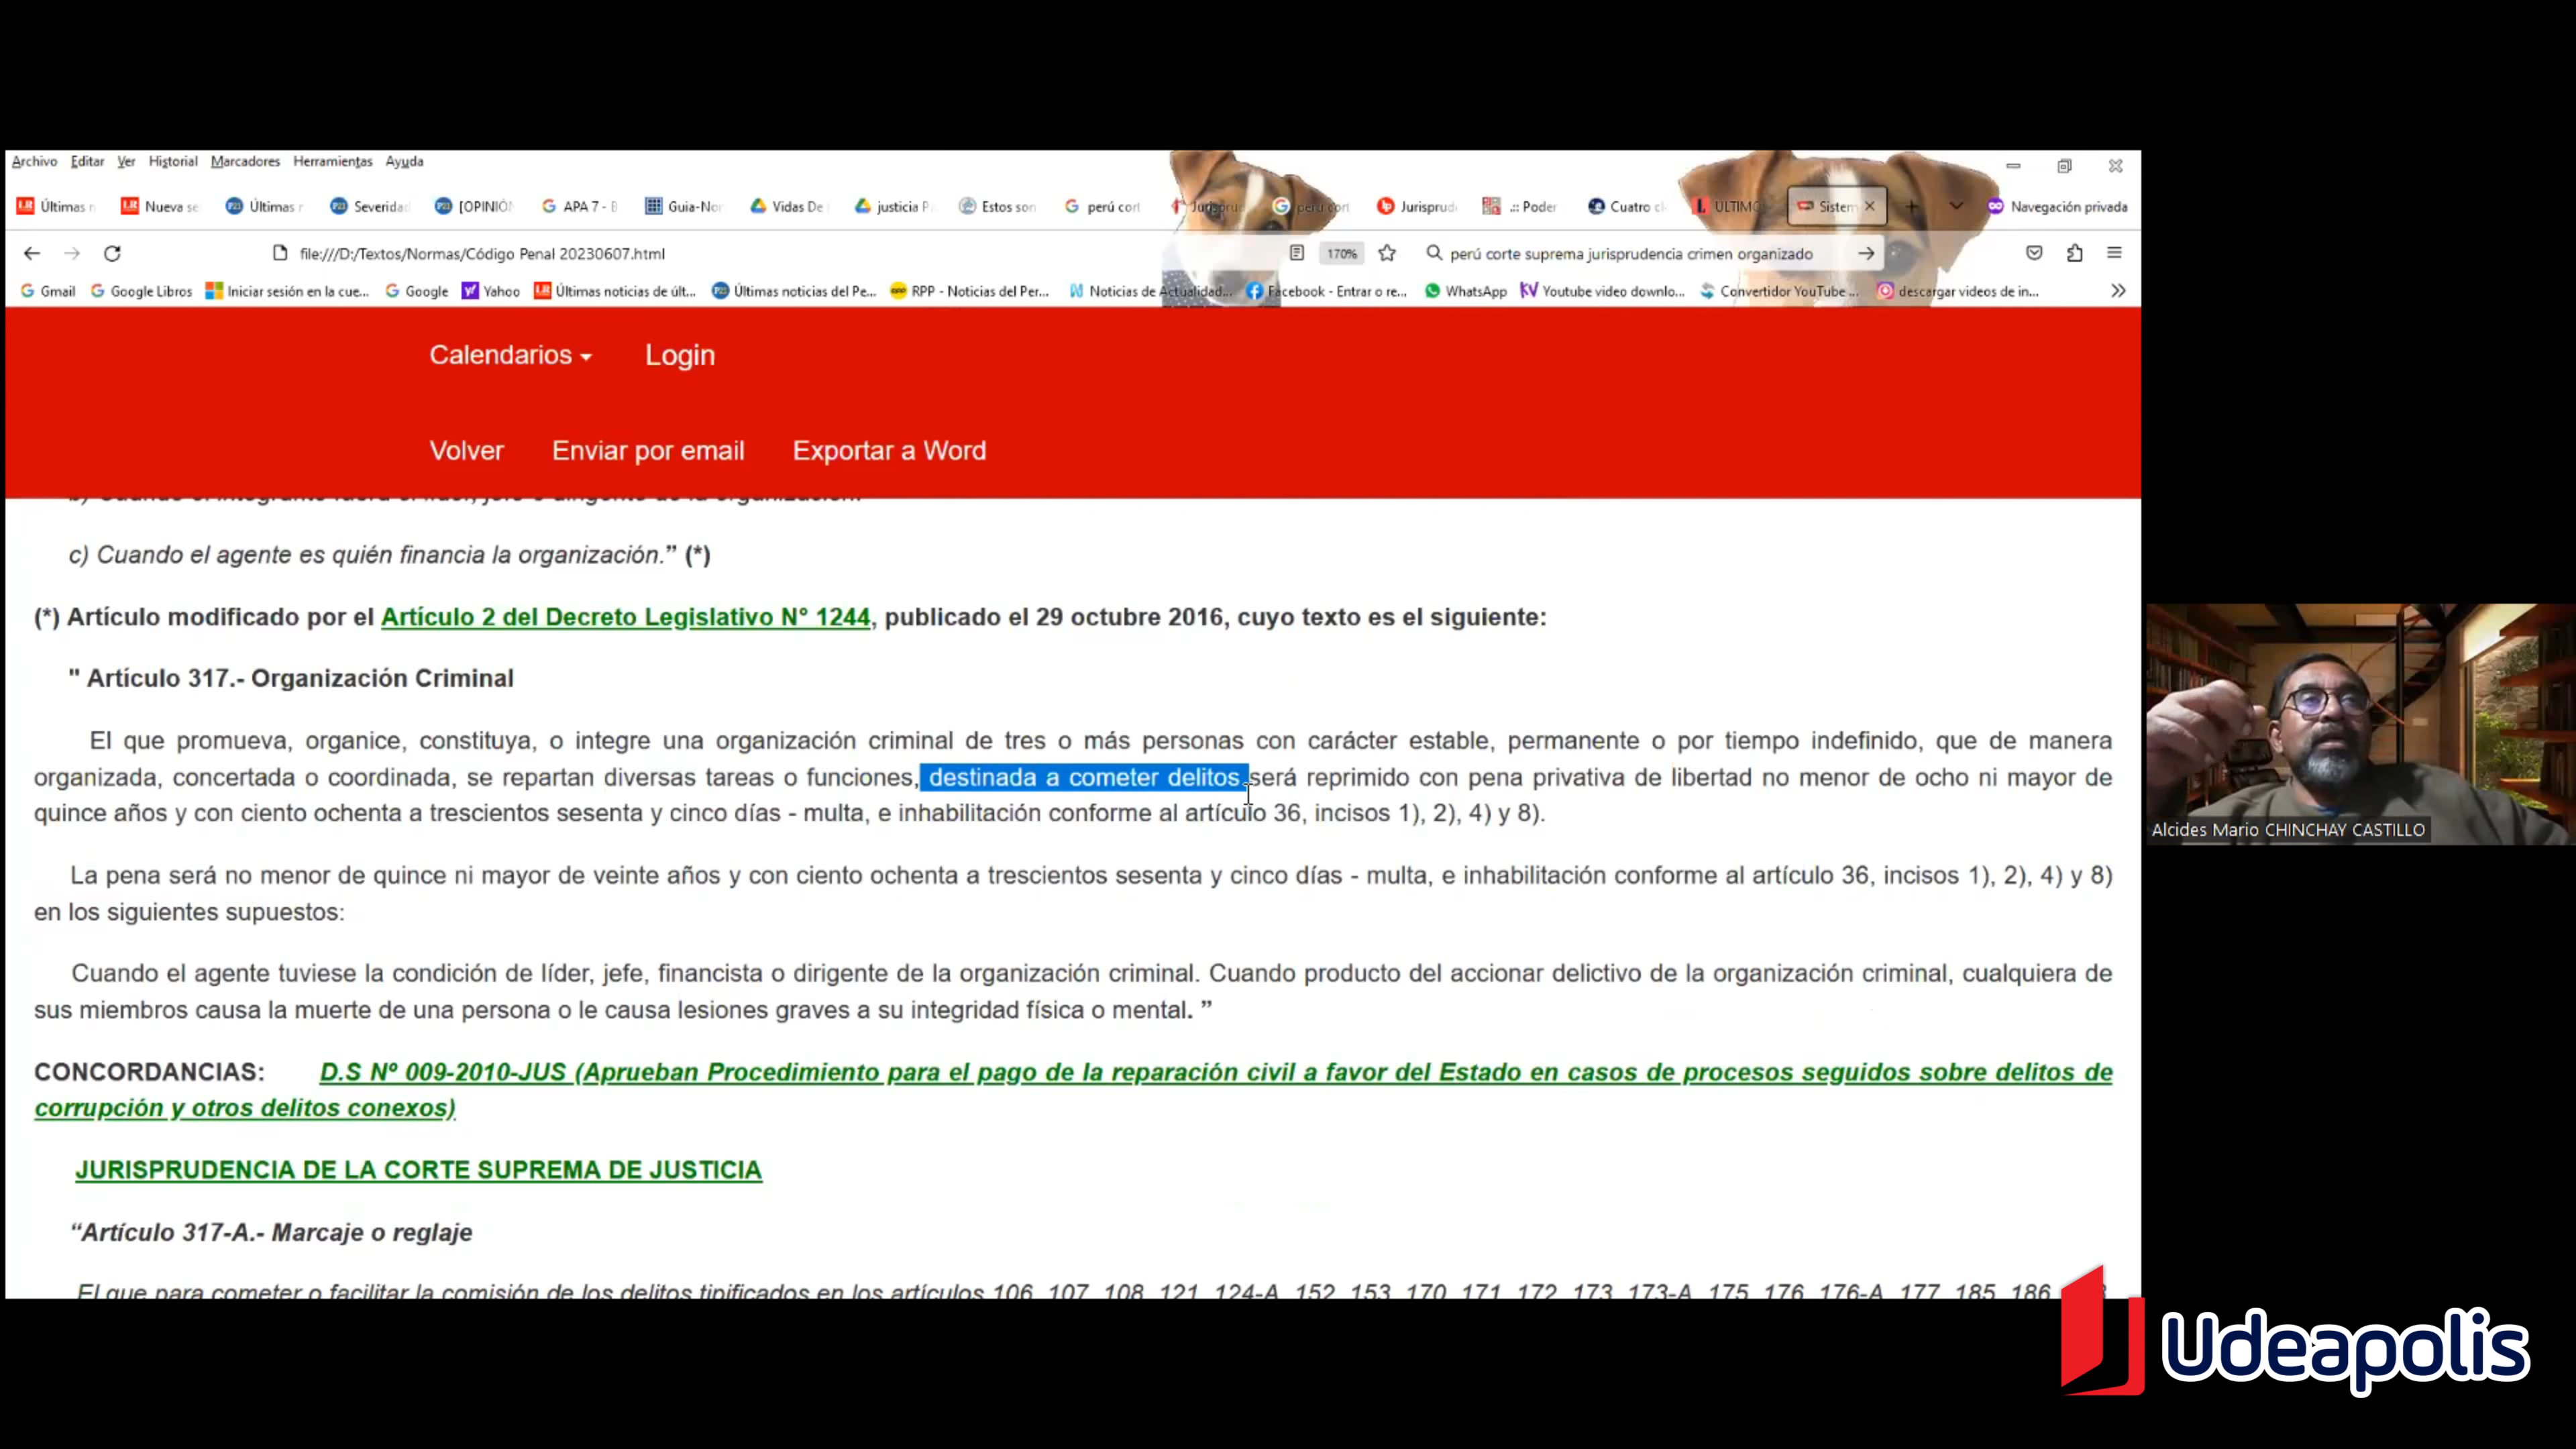 Archivo Editar Ver Historial Marcadores Herramientas Ayuda
Últimas n Nueva se Últimas r Severidad [OPINIÓN APA 7 - B Guia-Nor Vidas De justicia P Estos son perú cort Jurispru perú cort Jurisprud .:: Poder Cuatro cl ULTIMO Sistem Navegación privada
file:///D:/Textos/Normas/Código Penal 20230607.html 170% perú corte suprema jurisprudencia crimen organizado
Gmail Google Libros Iniciar sesión en la cue... Google Yahoo Últimas noticias de últ... Últimas noticias del Pe... RPP - Noticias del Per... Noticias de Actualidad... Facebook - Entrar o re... WhatsApp Youtube video downlo... Convertidor YouTube ... descargar videos de in...
Calendarios Login
Volver Enviar por email Exportar a Word
c) Cuando el agente es quién financia la organización.” (*)
(*) Artículo modificado por el Artículo 2 del Decreto Legislativo N° 1244, publicado el 29 octubre 2016, cuyo texto es el siguiente:
" Artículo 317.- Organización Criminal
El que promueva, organice, constituya, o integre una organización criminal de tres o más personas con carácter estable, permanente o por tiempo indefinido, que de manera
organizada, concertada o coordinada, se repartan diversas tareas o funciones, destinada a cometer delitos será reprimido con pena privativa de libertad no menor de ocho ni mayor de
quince años y con ciento ochenta a trescientos sesenta y cinco días - multa, e inhabilitación conforme al artículo 36, incisos 1), 2), 4) y 8).
La pena será no menor de quince ni mayor de veinte años y con ciento ochenta a trescientos sesenta y cinco días - multa, e inhabilitación conforme al artículo 36, incisos 1), 2), 4) y 8)
en los siguientes supuestos:
Cuando el agente tuviese la condición de líder, jefe, financista o dirigente de la organización criminal. Cuando producto del accionar delictivo de la organización criminal, cualquiera de
sus miembros causa la muerte de una persona o le causa lesiones graves a su integridad física o mental. ”
CONCORDANCIAS: D.S Nº 009-2010-JUS (Aprueban Procedimiento para el pago de la reparación civil a favor del Estado en casos de procesos seguidos sobre delitos de
corrupción y otros delitos conexos)
JURISPRUDENCIA DE LA CORTE SUPREMA DE JUSTICIA
“Artículo 317-A.- Marcaje o reglaje
El que para cometer o facilitar la comisión de los delitos tipificados en los artículos 106, 107, 108, 121, 124-A, 152, 153, 170, 171, 172, 173, 173-A, 175, 176, 176-A, 177, 185, 186
Alcides Mario CHINCHAY CASTILLO
Udeapolis